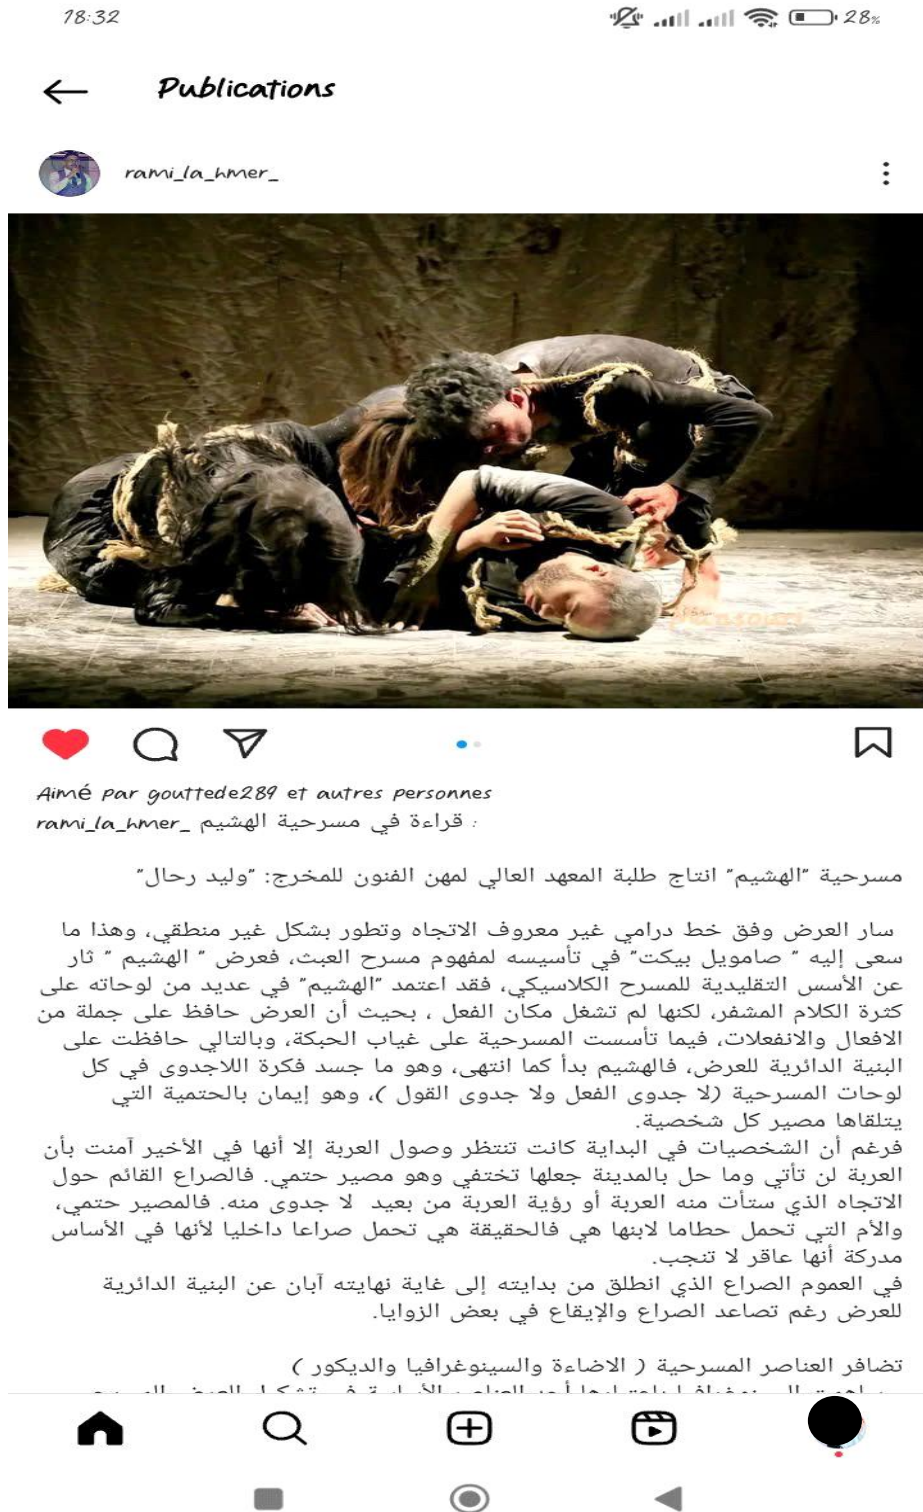 18:32
28%
Publications
rami_la_hmer_
Mansouri
Aimé par gouttede289 et autres personnes
rami_la_hmer_ قراءة في مسرحية الهشيم :
مسرحية "الهشيم" انتاج طلبة المعهد العالي لمهن الفنون للمخرج: "وليد رحال"
سار العرض وفق خط درامي غير معروف الاتجاه وتطور بشكل غير منطقي، وهذا ما
سعى إليه " صامويل بيكت" في تأسيسه لمفهوم مسرح العبث، فعرض " الهشيم " ثار
عن الأسس التقليدية للمسرح الكلاسيكي، فقد اعتمد "الهشيم" في عديد من لوحاته على
كثرة الكلام المشفر، لكنها لم تشغل مكان الفعل ، بحيث أن العرض حافظ على جملة من
الافعال والانفعلات، فيما تأسست المسرحية على غياب الحبكة، وبالتالي حافظت على
البنية الدائرية للعرض، فالهشيم بدأ كما انتهى، وهو ما جسد فكرة اللاجدوى في كل
لوحات المسرحية (لا جدوى الفعل ولا جدوى القول )، وهو إيمان بالحتمية التي
يتلقاها مصير كل شخصية.
فرغم أن الشخصيات في البداية كانت تنتظر وصول العربة إلا أنها في الأخير آمنت بأن
العربة لن تأتي وما حل بالمدينة جعلها تختفي وهو مصير حتمي. فالصراع القائم حول
الاتجاه الذي ستأت منه العربة أو رؤية العربة من بعيد لا جدوى منه. فالمصير حتمي،
والأم التي تحمل حطاما لابنها هي فالحقيقة هي تحمل صراعا داخليا لأنها في الأساس
مدركة أنها عاقر لا تنجب.
في العموم الصراع الذي انطلق من بدايته إلى غاية نهايته آبان عن البنية الدائرية
للعرض رغم تصاعد الصراع والإيقاع في بعض الزوايا.
تضافر العناصر المسرحية ( الاضاءة والسينوغرافيا والديكور )